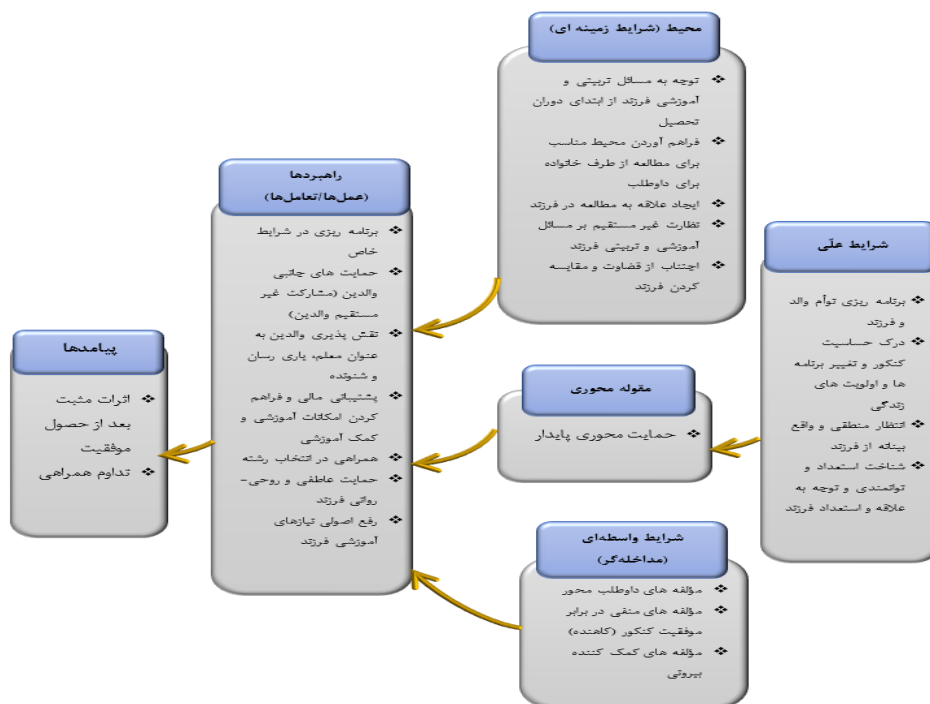 محیط (شرایط زمینه ای)
توجه به مسائل تربیتی و
آموزشی فرزند از ابتدای دوران
تحصیل
فراهم آوردن محیط مناسب
برای مطالعه از طرف خانواده
برای داوطلب
ایجاد علاقه به مطالعه در فرزند
نظارت غیر مستقیم بر مسائل
آموزشی و تربیتی فرزند
اجتناب از قضاوت و مقایسه
کردن فرزند
شرایط علّی
برنامه ریزی توأم والد
و فرزند
درک حساسیت
کنکور و تغییر برنامه
ها و اولویت های
زندگی
انتظار منطقی و واقع
بینانه از فرزند
شناخت استعداد و
توانمندی و توجه به
علاقه و استعداد فرزند
مقوله محوری
حمایت محوری پایدار
شرایط واسطه‌ای
(مداخله‌گر)
مؤلفه های داوطلب محور
مؤلفه های منفی در برابر
موفقیت کنکور (کاهنده)
مؤلفه های کمک کننده
بیرونی
راهبردها
(عمل‌ها/تعامل‌ها)
برنامه ریزی در شرایط
خاص
حمایت های جانبی
والدین (مشارکت غیر
مستقیم والدین)
نقش پذیری والدین به
عنوان معلم، یاری رسان
و شنونده
پشتیبانی مالی و فراهم
کردن امکانات آموزشی و
کمک آموزشی
همراهی در انتخاب رشته
حمایت عاطفی و روحی-
روانی فرزند
رفع اصولی نیازهای
آموزشی فرزند
پیامدها
اثرات مثبت
بعد از حصول
موفقیت
تداوم همراهی